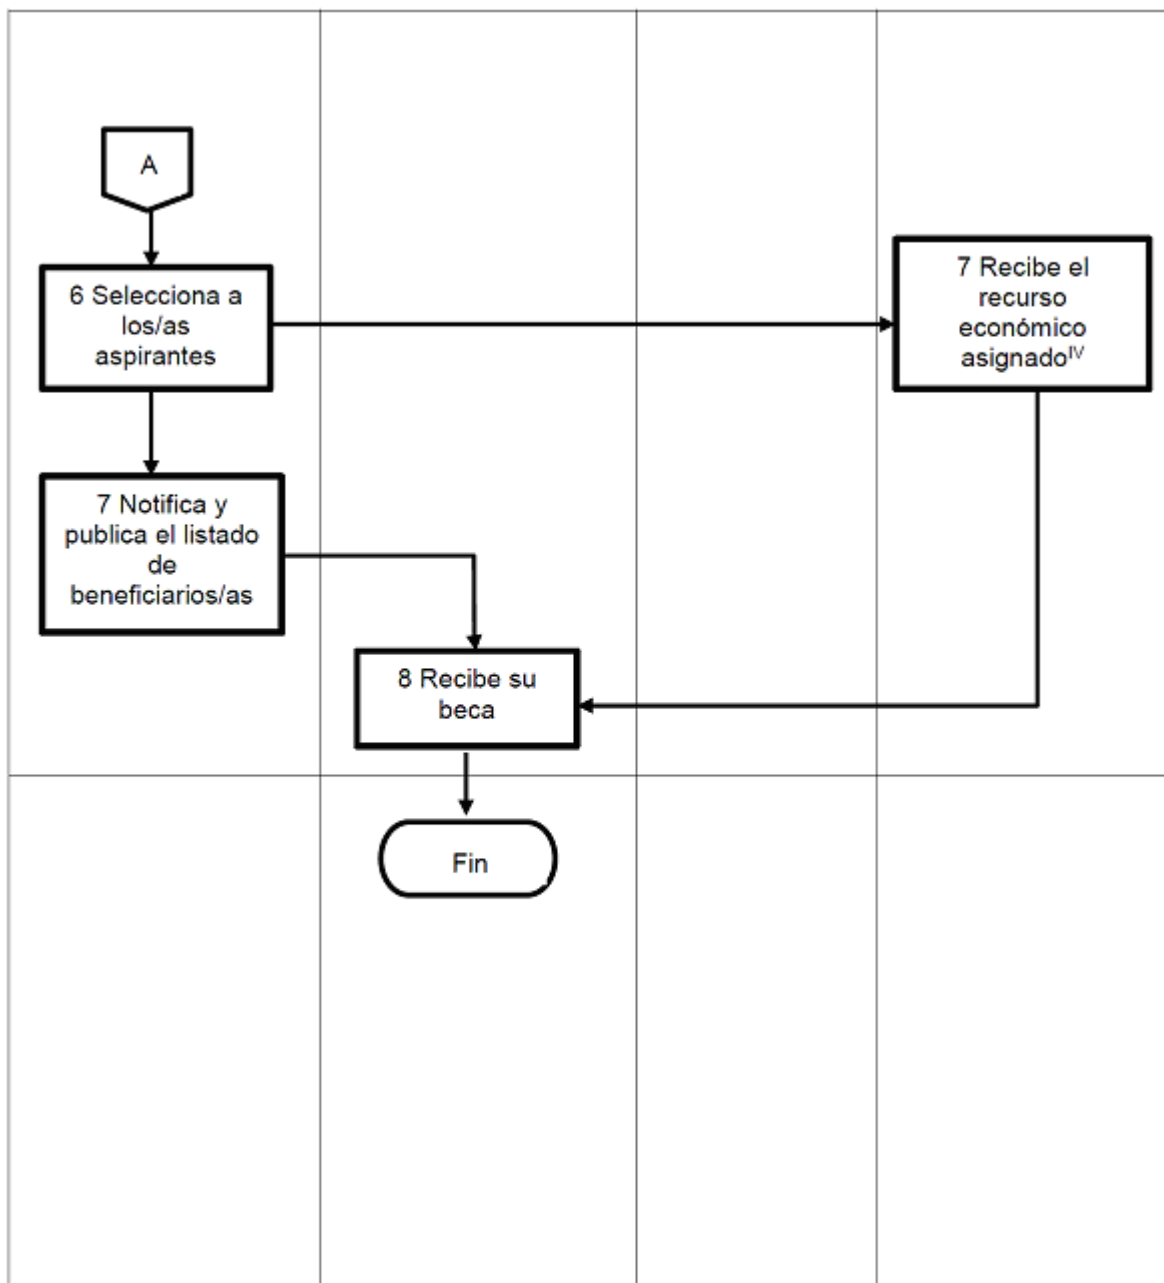 A
6 Selecciona a
los/as
aspirantes
7 Recibe el
recurso
económico
asignadoᴵⱽ
7 Notifica y
publica el listado
de
beneficiarios/as
8 Recibe su
beca
Fin